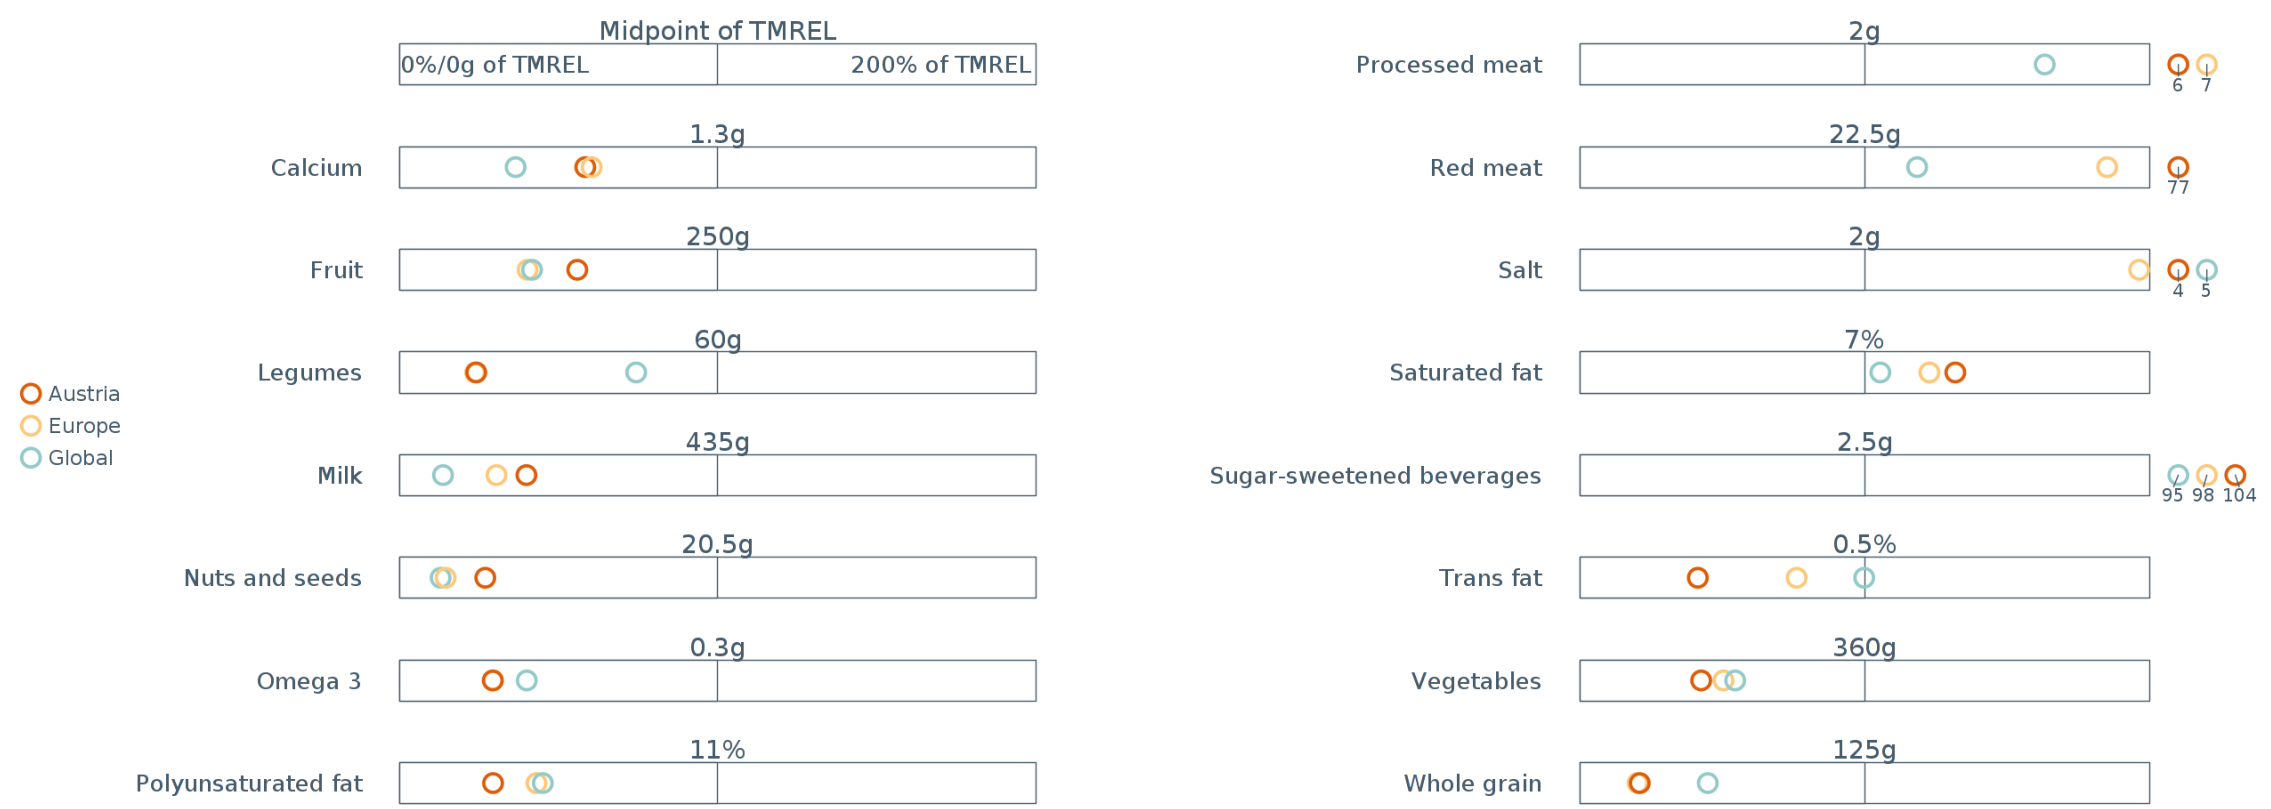 Midpoint of TMREL
0%/0g of TMREL
200% of TMREL
1.3g
Calcium
250g
Fruit
60g
Legumes
435g
Milk
20.5g
Nuts and seeds
0.3g
Omega 3
11%
Polyunsaturated fat
Austria
Europe
Global
2g
Processed meat
6 7
22.5g
Red meat
77
2g
Salt
4 5
7%
Saturated fat
2.5g
Sugar-sweetened beverages
95 98 104
0.5%
Trans fat
360g
Vegetables
125g
Whole grain